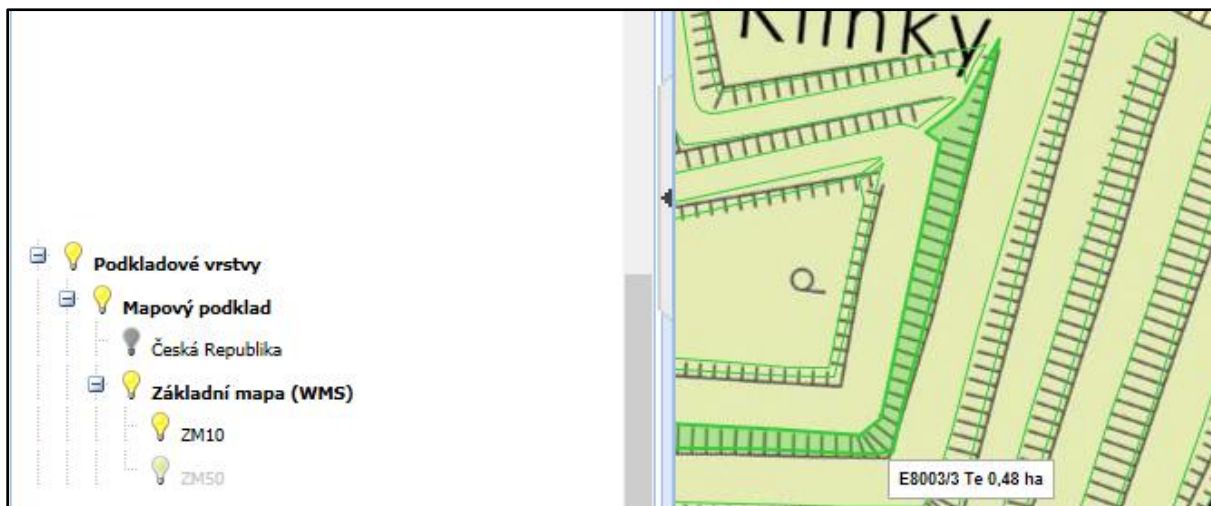 Podkladové vrstvy
Mapový podklad
Česká Republika
Základní mapa (WMS)
ZM10
ZM50
Klinky
d
E8003/3 Te 0,48 ha